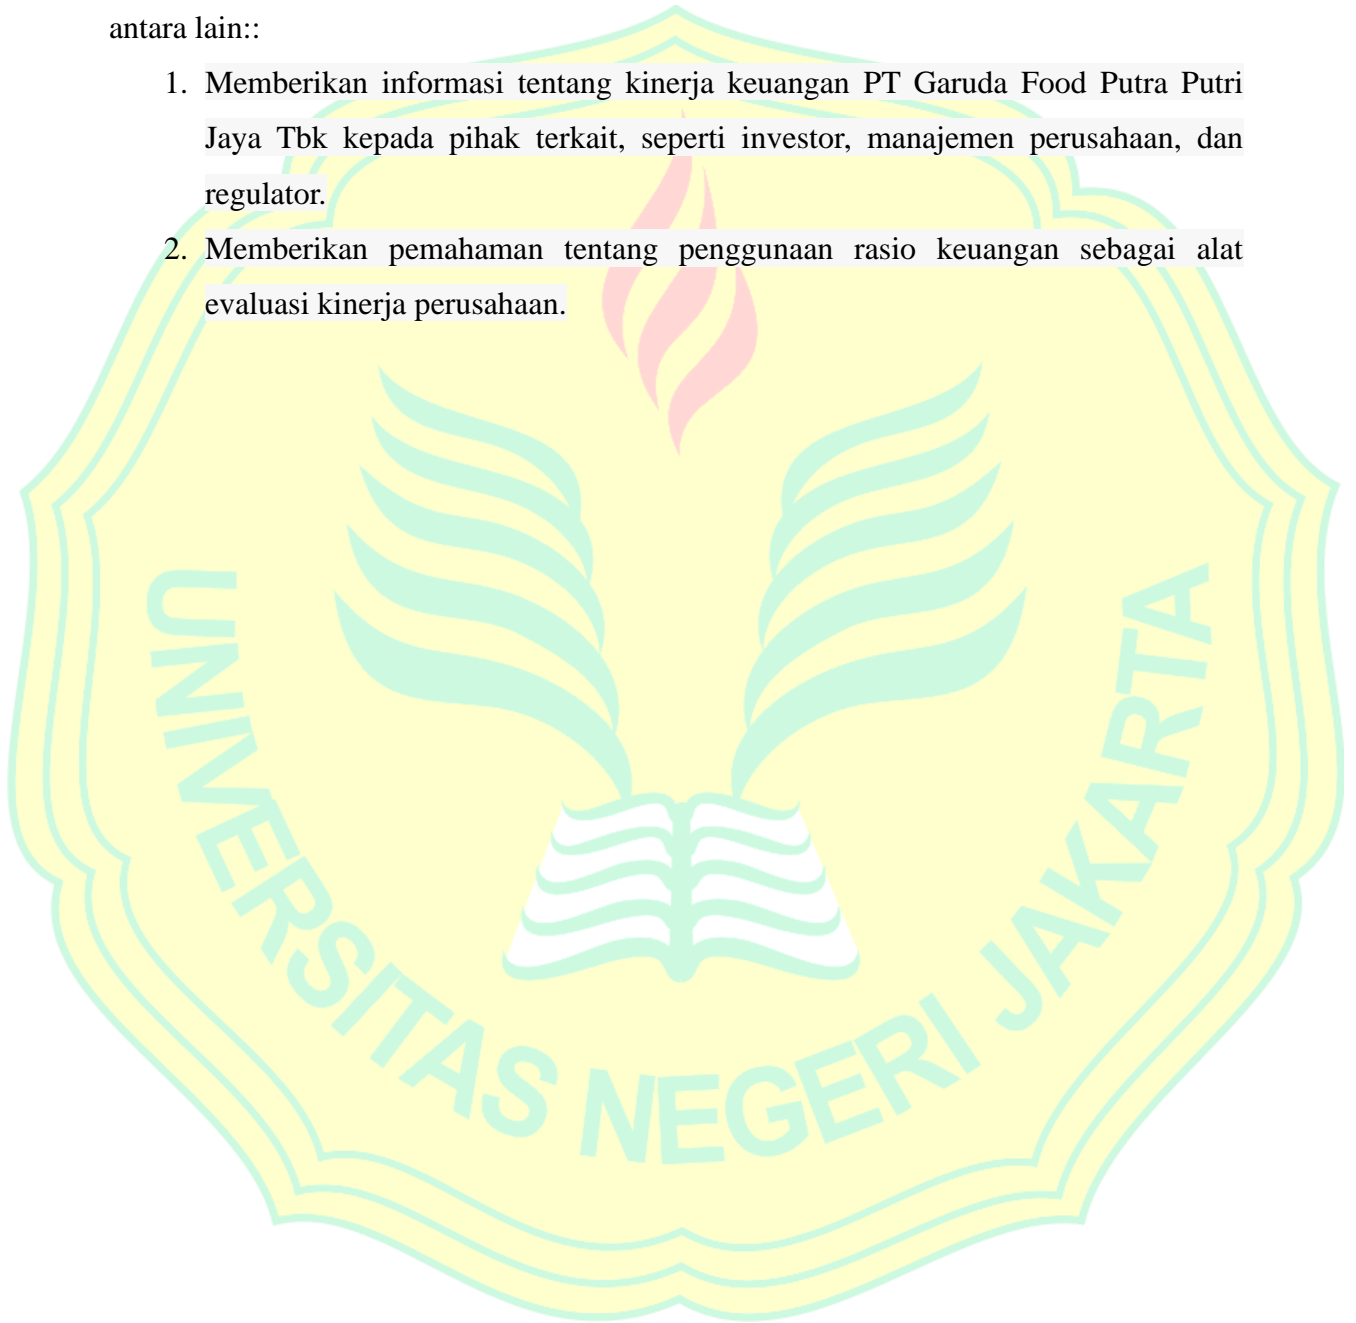 antara lain::
1. Memberikan informasi tentang kinerja keuangan PT Garuda Food Putra Putri
Jaya Tbk kepada pihak terkait, seperti investor, manajemen perusahaan, dan
regulator.
2. Memberikan pemahaman tentang penggunaan rasio keuangan sebagai alat
evaluasi kinerja perusahaan.
UNIVERSITAS NEGERI JAKARTA